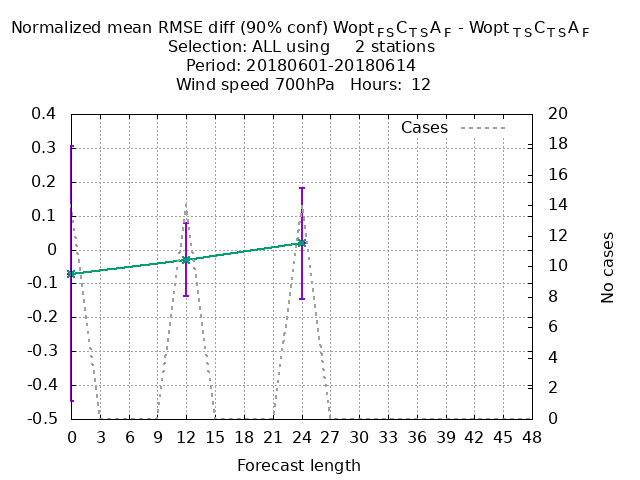 Normalized mean RMSE diff (90% conf) Wopt FS C TS A F - Wopt TS C TS A F
Selection: ALL using 2 stations
Period: 20180601-20180614
Wind speed 700hPa Hours: 12
Cases
0.4
0.3
0.2
0.1
0
-0.1
-0.2
-0.3
-0.4
-0.5
20
18
16
14
12
10
8
6
4
2
0
No cases
0 3 6 9 12 15 18 21 24 27 30 33 36 39 42 45 48
Forecast length